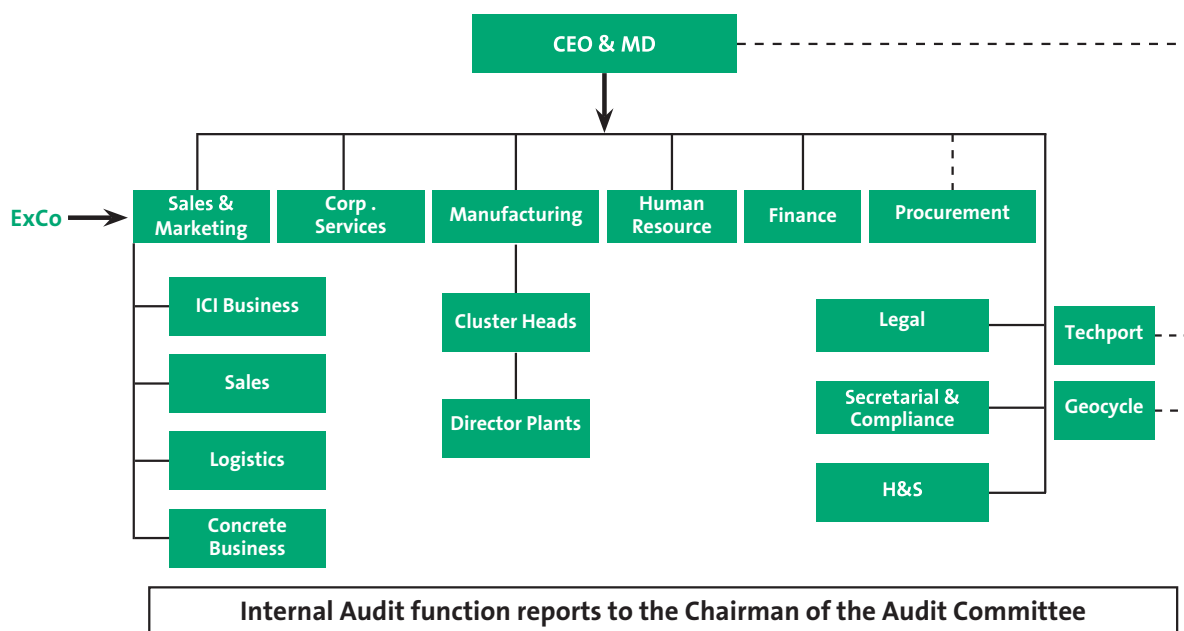 CEO & MD
ExCo
Sales &
Marketing
Corp .
Services
Manufacturing
Human
Resource
Finance
Procurement
ICI Business
Sales
Logistics
Concrete
Business
Cluster Heads
Director Plants
Legal
Secretarial &
Compliance
H&S
Techport
Geocycle
Internal Audit function reports to the Chairman of the Audit Committee